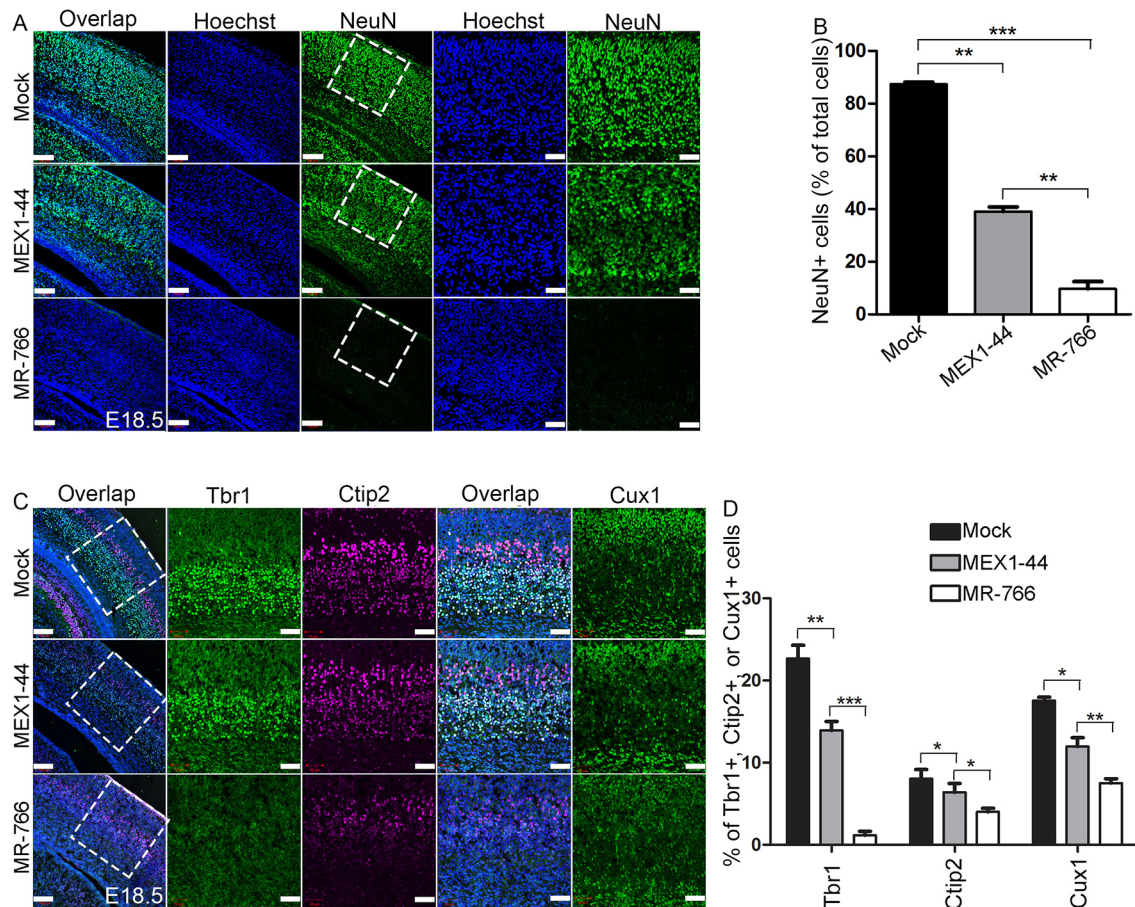 A
Overlap Hoechst NeuN Hoechst NeuN
Mock
MEX1-44
MR-766
E18.5
B
NeuN+ cells (% of total cells)
100
80
60
40
20
0
***
**
**
Mock
MEX1-44
MR-766
C
Overlap Tbr1 Ctip2 Overlap Cux1
Mock
MEX1-44
MR-766
E18.5
D
% of Tbr1+, Ctip2+ or Cux1+ cells
Mock
MEX1-44
MR-766
30
20
10
0
** *** * * * **
Tbr1
Ctip2
Cux1